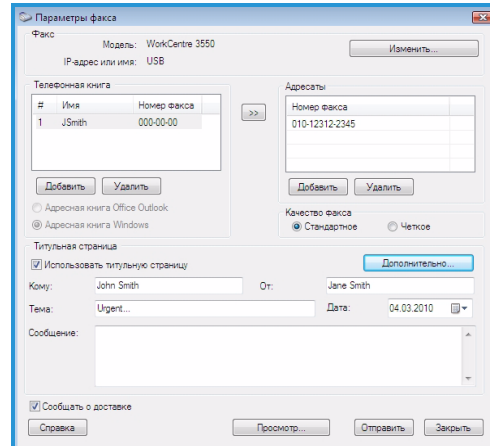 Параметры факса
Факс
Модель: WorkCentre 3550
Изменить...
IP-адрес или имя: USB
Телефонная книга
# Имя Номер факса
1 JSmith 000-00-00
>>
Адресаты
Номер факса
010-12312-2345
Добавить Удалить
Добавить Удалить
Адресная книга Office Outlook
Адресная книга Windows
Качество факса
Стандартное Четкое
Титульная страница
Использовать титульную страницу
Дополнительно...
Кому: John Smith От: Jane Smith
Тема: Urgent... Дата: 04.03.2010
Сообщение:
Сообщать о доставке
Справка Просмотр... Отправить Закрыть